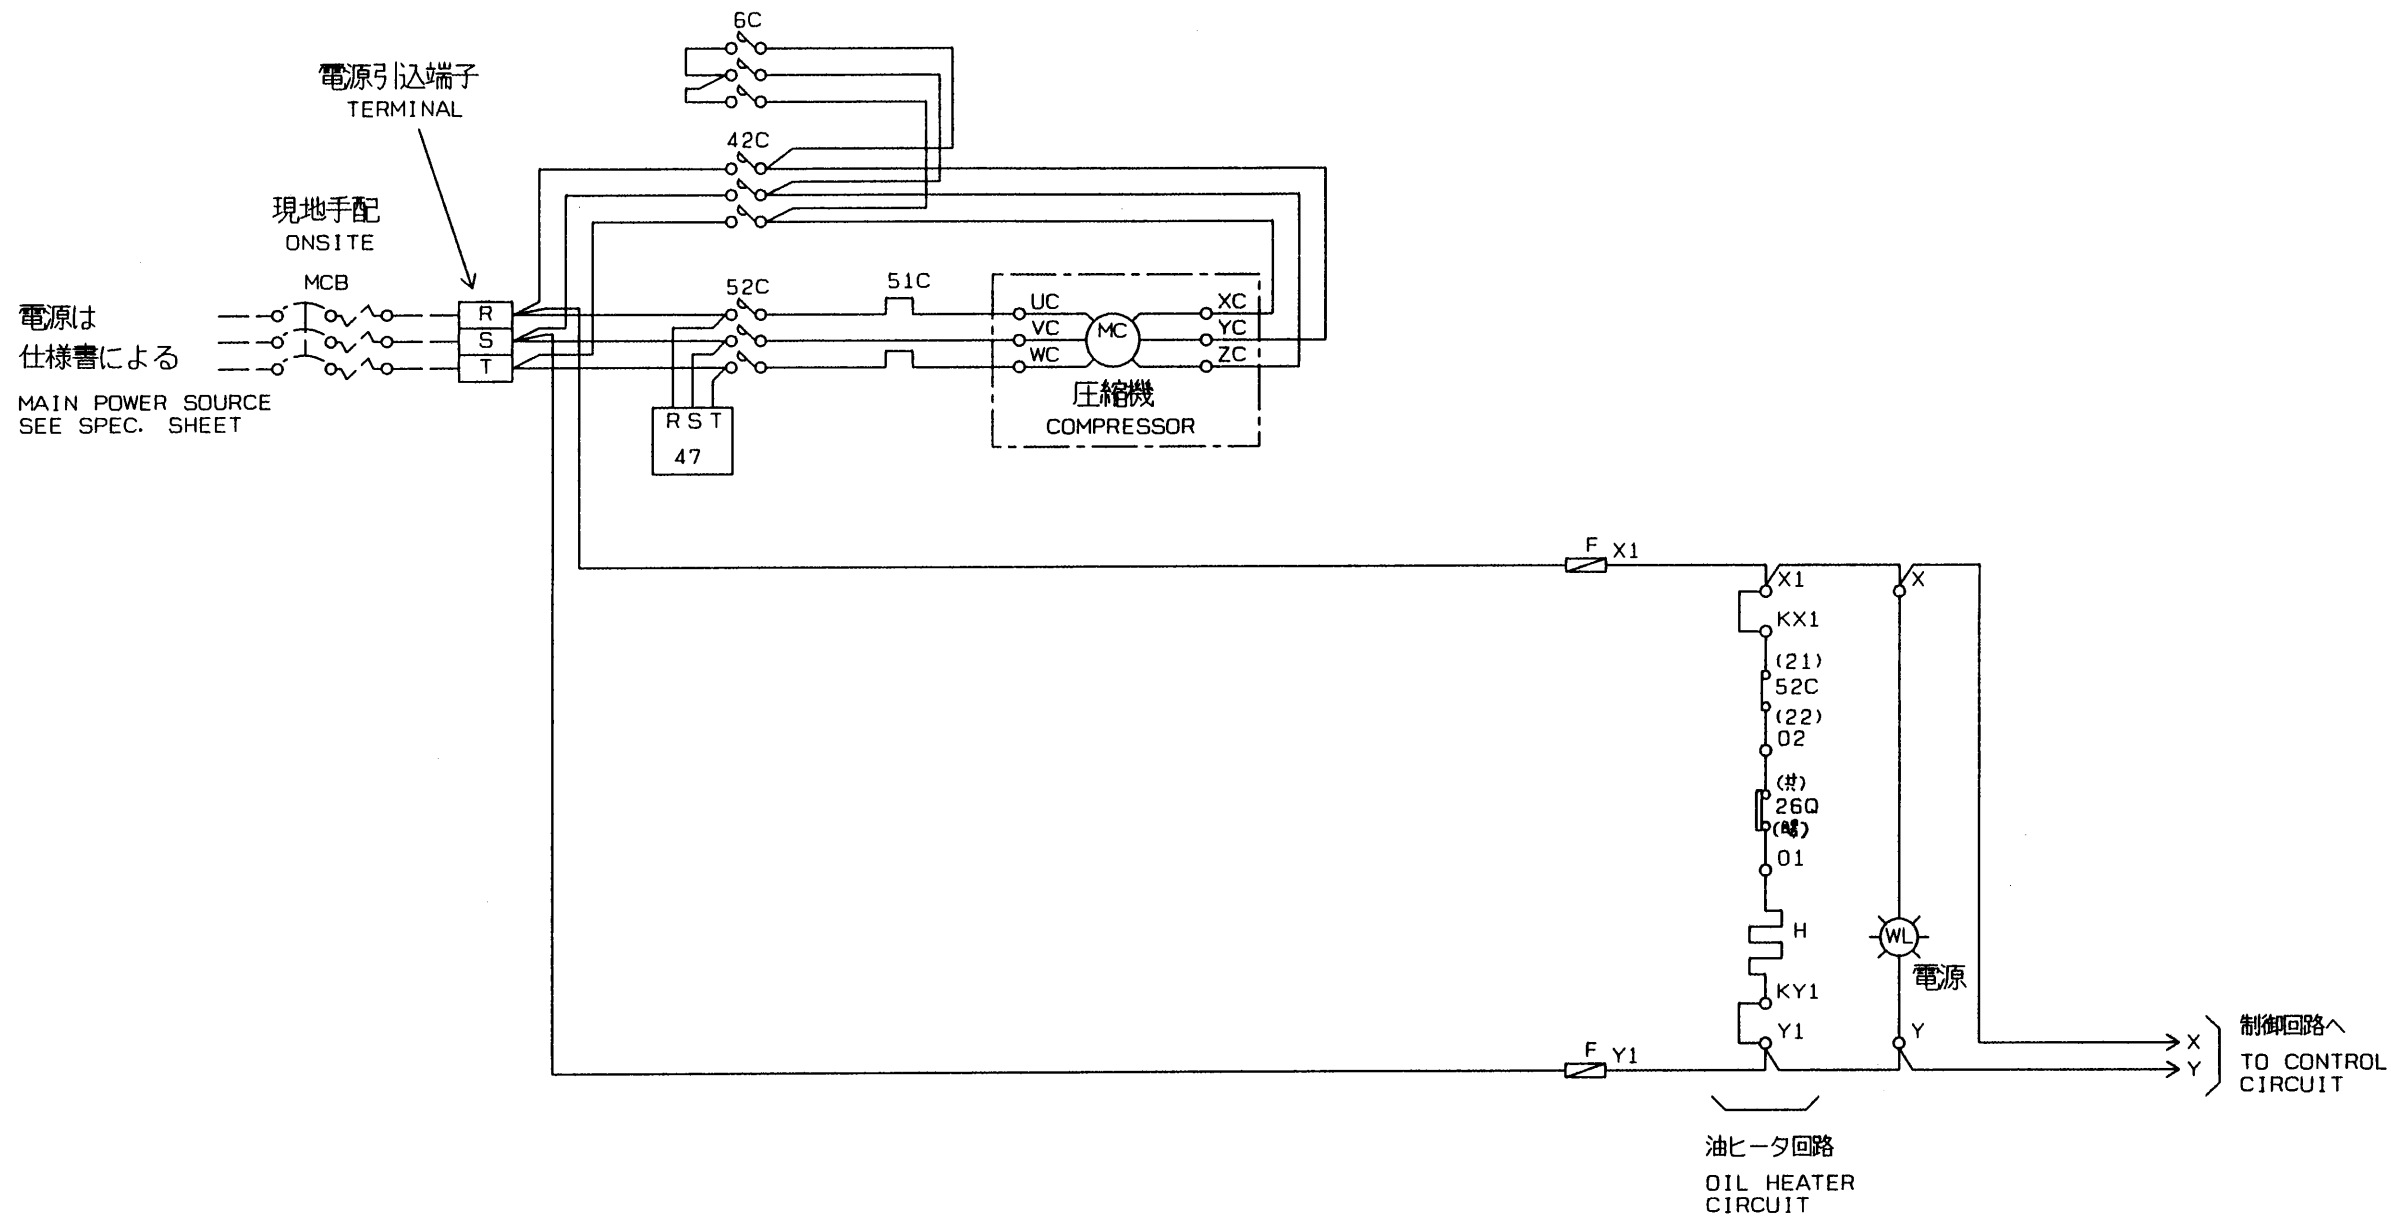 6C
電源引込端子
TERMINAL
42C
現地手配
ONSITE
MCB
52C
51C
電源は
仕様書による
MAIN POWER SOURCE
SEE SPEC. SHEET
R
S
T
UC
VC
WC
MC
XC
YC
ZC
圧縮機
COMPRESSOR
R S T
47
F X1
X1
X
KX1
(21)
52C
(22)
O2
(共)
26Q
O1
H
WL
電源
KY1
Y1
Y
F Y1
X
Y
制御回路へ
TO CONTROL
CIRCUIT
油ヒータ回路
OIL HEATER
CIRCUIT